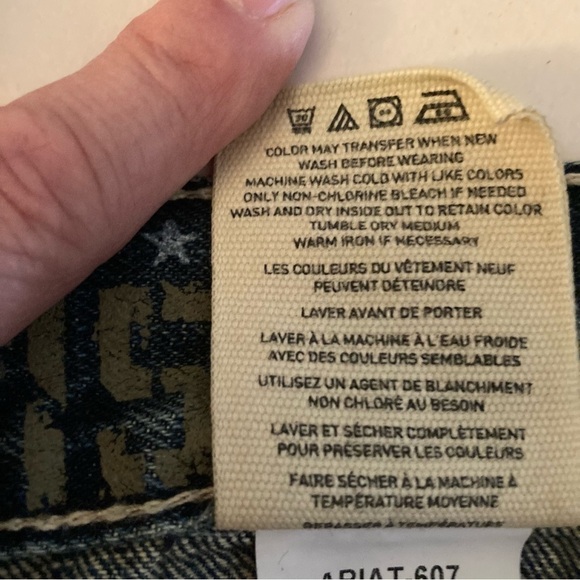 COLOR MAY TRANSFER WHEN NEW
WASH BEFORE WEARING
MACHINE WASH COLD WITH LIKE COLORS
ONLY NON-CHLORINE BLEACH IF NEEDED
WASH AND DRY INSIDE OUT TO RETAIN COLOR
TUMBLE DRY MEDIUM
WARM IRON IF NECESSARY
LES COULEURS DU VÊTEMENT NEUF
PEUVENT DÉTEINDRE
LAVER AVANT DE PORTER
LAVER À LA MACHINE À L'EAU FROIDE
AVEC DES COULEURS SEMBLABLES
UTILISEZ UN AGENT DE BLANCHIMENT
NON CHLORÉ AU BESOIN
LAVER ET SÉCHER COMPLÈTEMENT
POUR PRÉSERVER LES COULEURS
FAIRE SÉCHER À LA MACHINE À
TEMPÉRATURE MOYENNE
REPASSER À TEMPÉRATURE
ARIAT-607